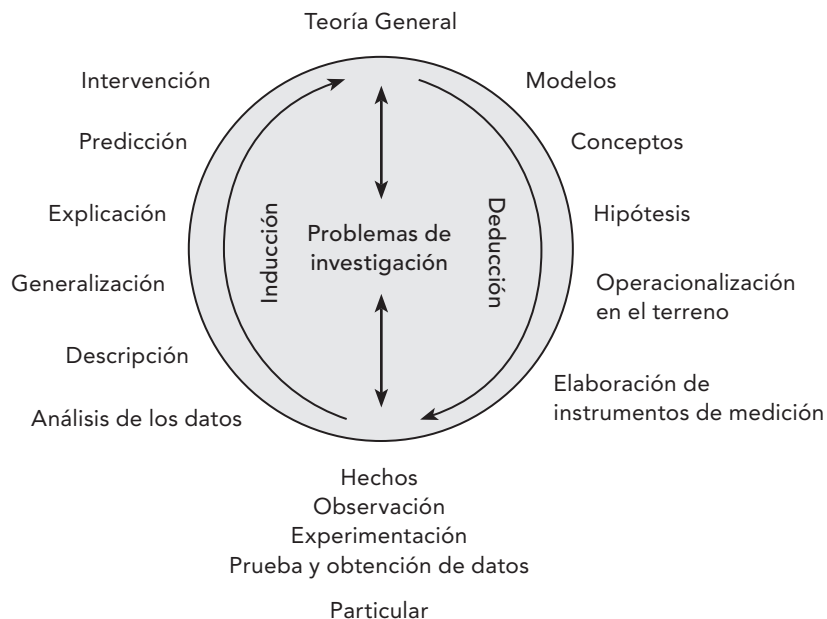 Teoría General
Intervención
Modelos
Predicción
Conceptos
Explicación
Hipótesis
Inducción
Problemas de
investigación
Deducción
Generalización
Operacionalización
en el terreno
Descripción
Elaboración de
instrumentos de medición
Análisis de los datos
Hechos
Observación
Experimentación
Prueba y obtención de datos
Particular